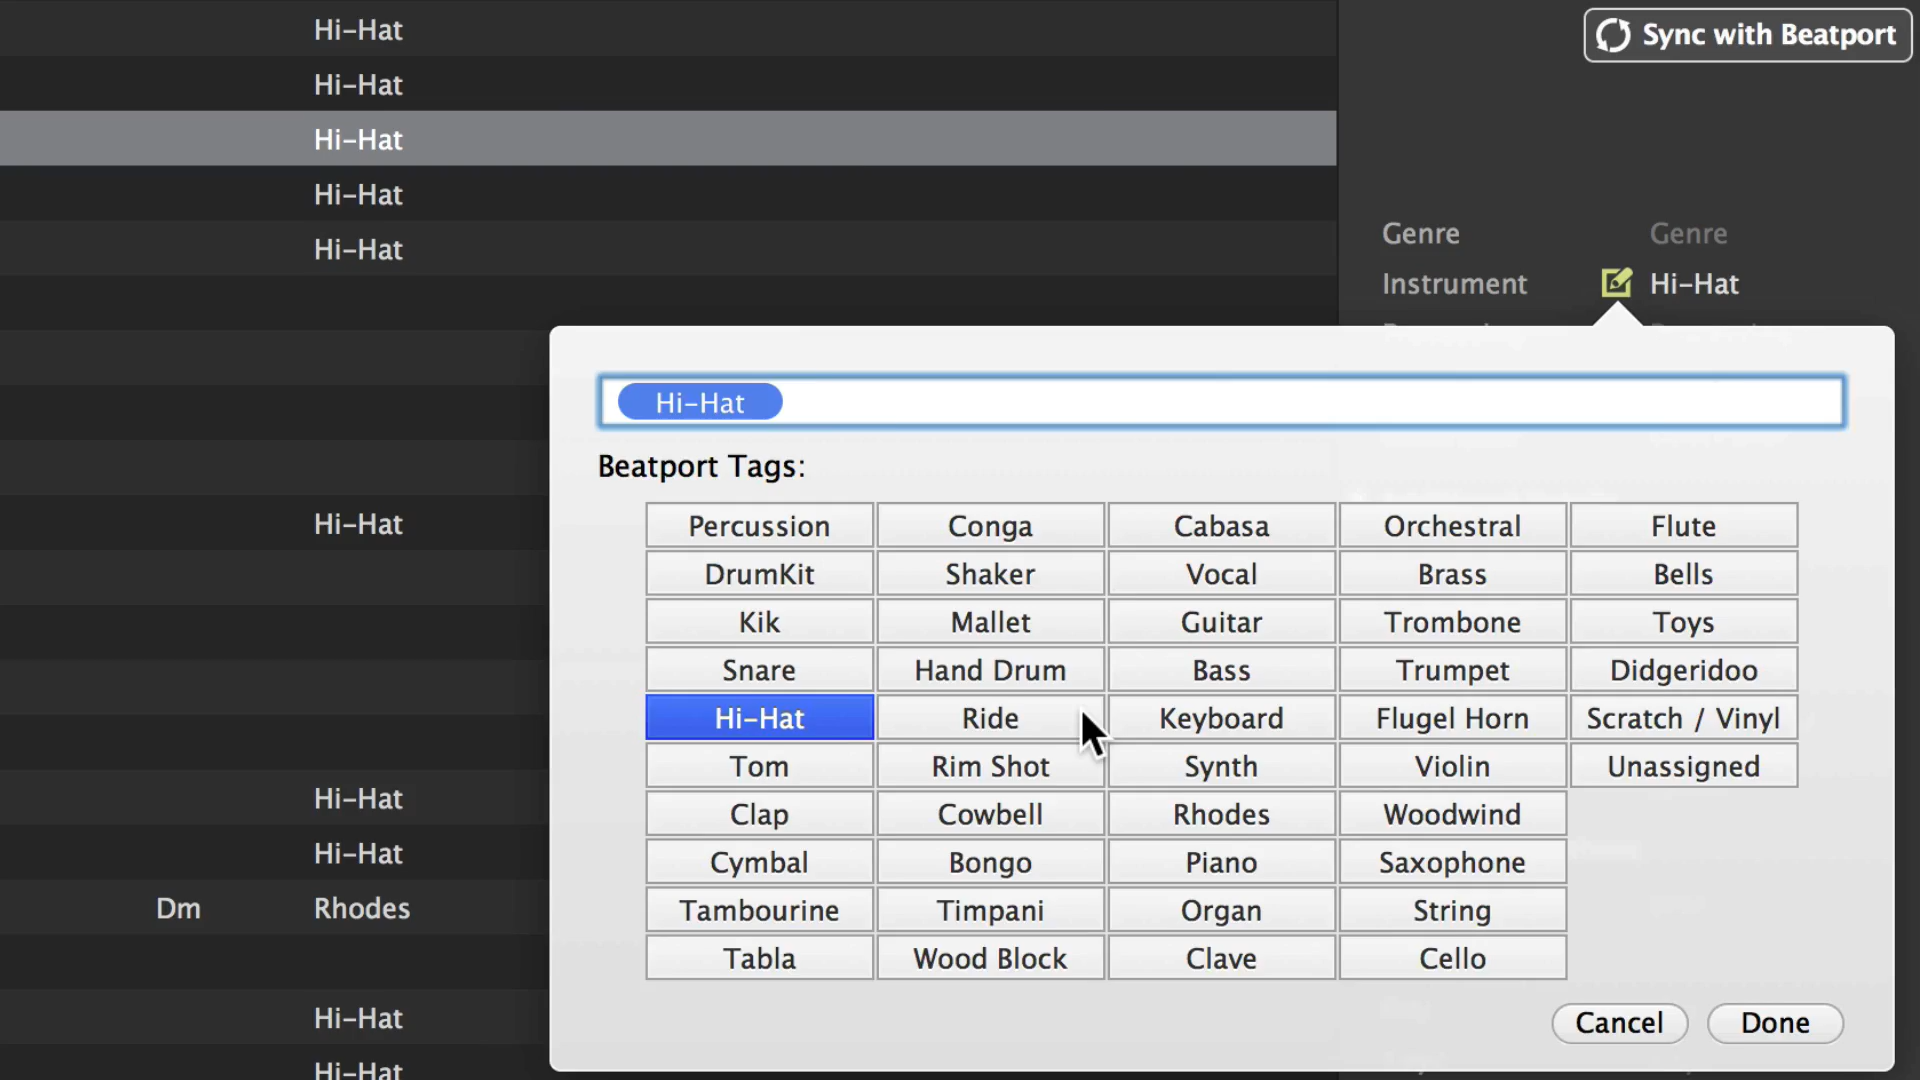 Hi-Hat
Sync with Beatport
Hi-Hat
Hi-Hat
Hi-Hat
Hi-Hat
Genre Genre
Instrument Hi-Hat
Hi-Hat
Beatport Tags:
Percussion Conga Cabasa Orchestral Flute
DrumKit Shaker Vocal Brass Bells
Kik Mallet Guitar Trombone Toys
Snare Hand Drum Bass Trumpet Didgeridoo
Hi-Hat Ride Keyboard Flugel Horn Scratch / Vinyl
Tom Rim Shot Synth Violin Unassigned
Clap Cowbell Rhodes Woodwind
Cymbal Bongo Piano Saxophone
Tambourine Timpani Organ String
Tabla Wood Block Clave Cello
Cancel Done
Hi-Hat
Hi-Hat
Hi-Hat
Dm Rhodes
Hi-Hat
Hi-Hat